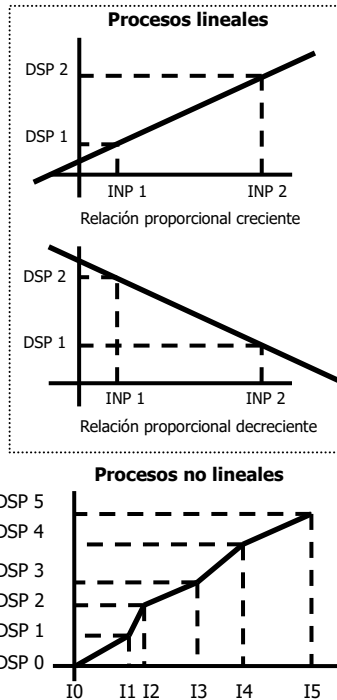 Procesos lineales
DSP 2
DSP 1
INP 1 INP 2
Relación proporcional creciente
DSP 2
DSP 1
INP 1 INP 2
Relación proporcional decreciente
Procesos no lineales
DSP 5
DSP 4
DSP 3
DSP 2
DSP 1
DSP 0
I0 I1 I2 I3 I4 I5